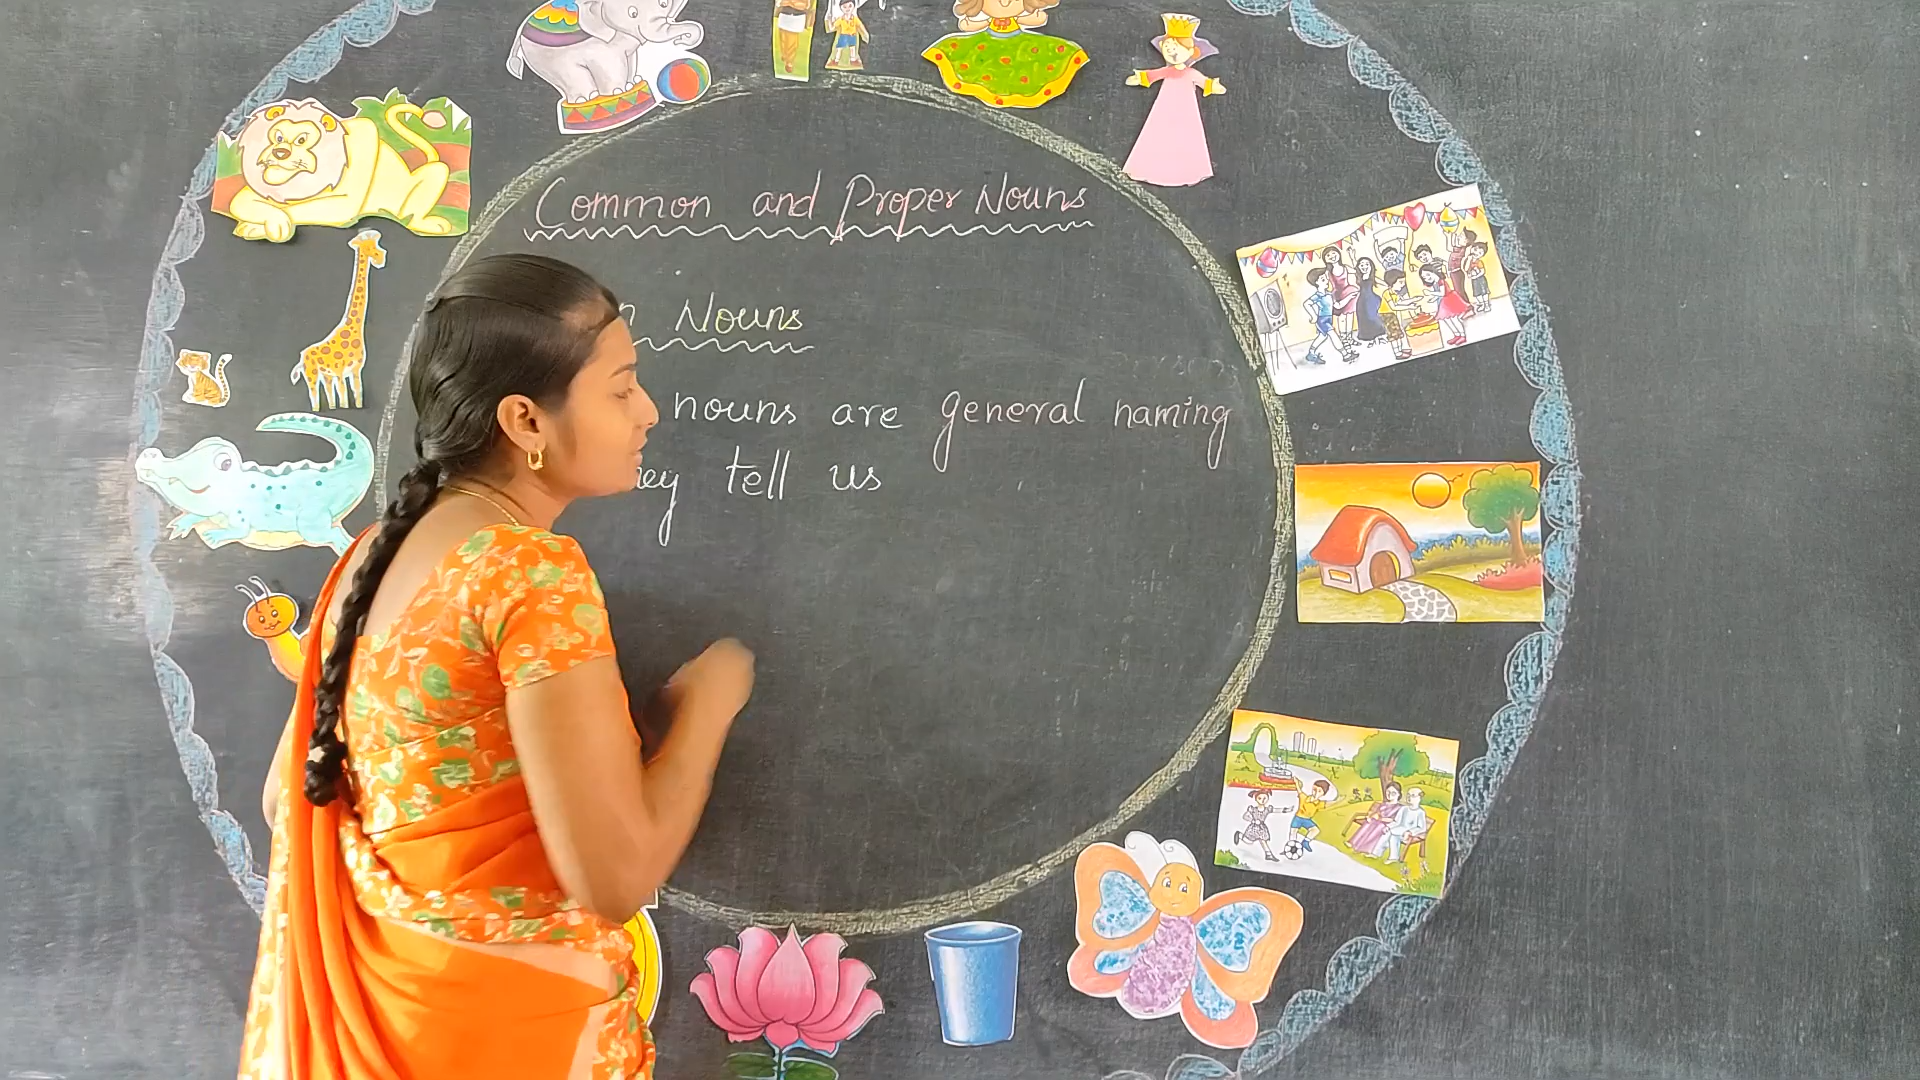 Common and Proper Nouns
Nouns
nouns are general naming
tell us